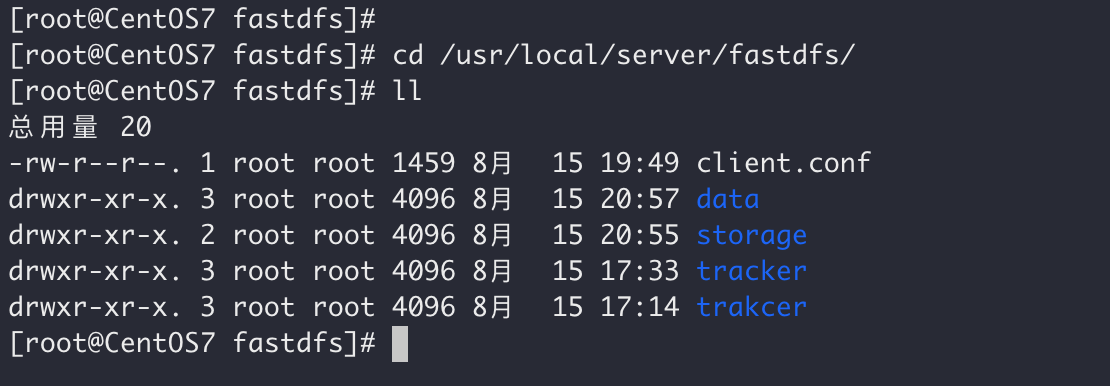 [root@CentOS7 fastdfs]#
[root@CentOS7 fastdfs]# cd /usr/local/server/fastdfs/
[root@CentOS7 fastdfs]# ll
总用量 20
-rw-r--r--. 1 root root 1459 8月  15 19:49 client.conf
drwxr-xr-x. 3 root root 4096 8月  15 20:57 data
drwxr-xr-x. 2 root root 4096 8月  15 20:55 storage
drwxr-xr-x. 3 root root 4096 8月  15 17:33 tracker
drwxr-xr-x. 3 root root 4096 8月  15 17:14 trakcer
[root@CentOS7 fastdfs]#